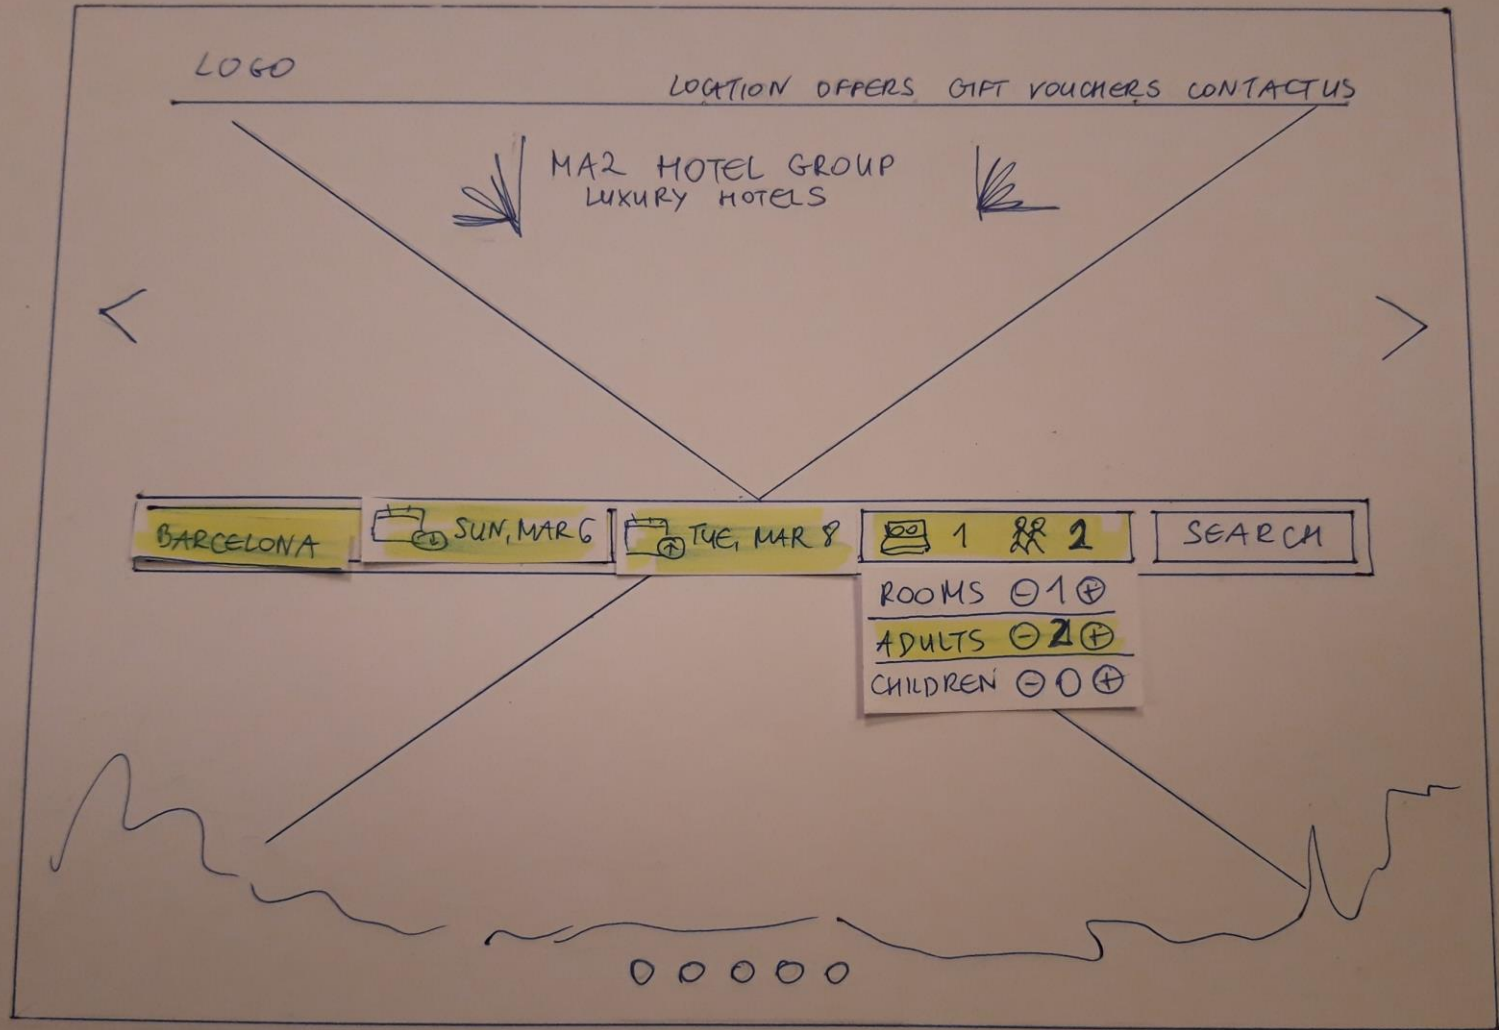 LOGO
LOCATION OFFERS GIFT VOUCHERS CONTACT US
MA2 HOTEL GROUP
LUXURY HOTELS
BARCELONA
SUN, MAR 6
TUE, MAR 8
1 2
SEARCH
ROOMS - 1 +
ADULTS - 2 +
CHILDREN - 0 +